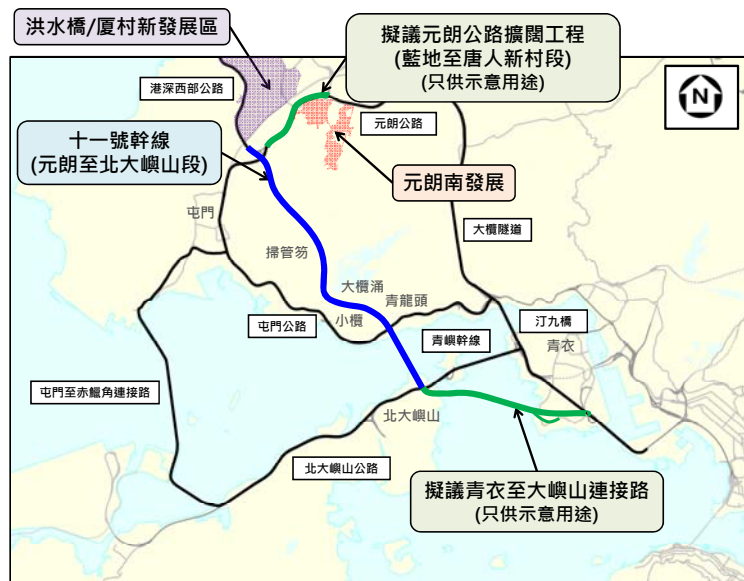 洪水橋/厦村新發展區
擬議元朗公路擴闊工程
(藍地至唐人新村段)
(只供示意用途)
港深西部公路
N
元朗公路
十一號幹線
(元朗至北大嶼山段)
元朗南發展
屯門
大欖隧道
掃管笏
大欖涌
青龍頭
小欖
屯門公路
汀九橋
青嶼幹線
青衣
屯門至赤鱲角連接路
北大嶼山
北大嶼山公路
擬議青衣至大嶼山連接路
(只供示意用途)